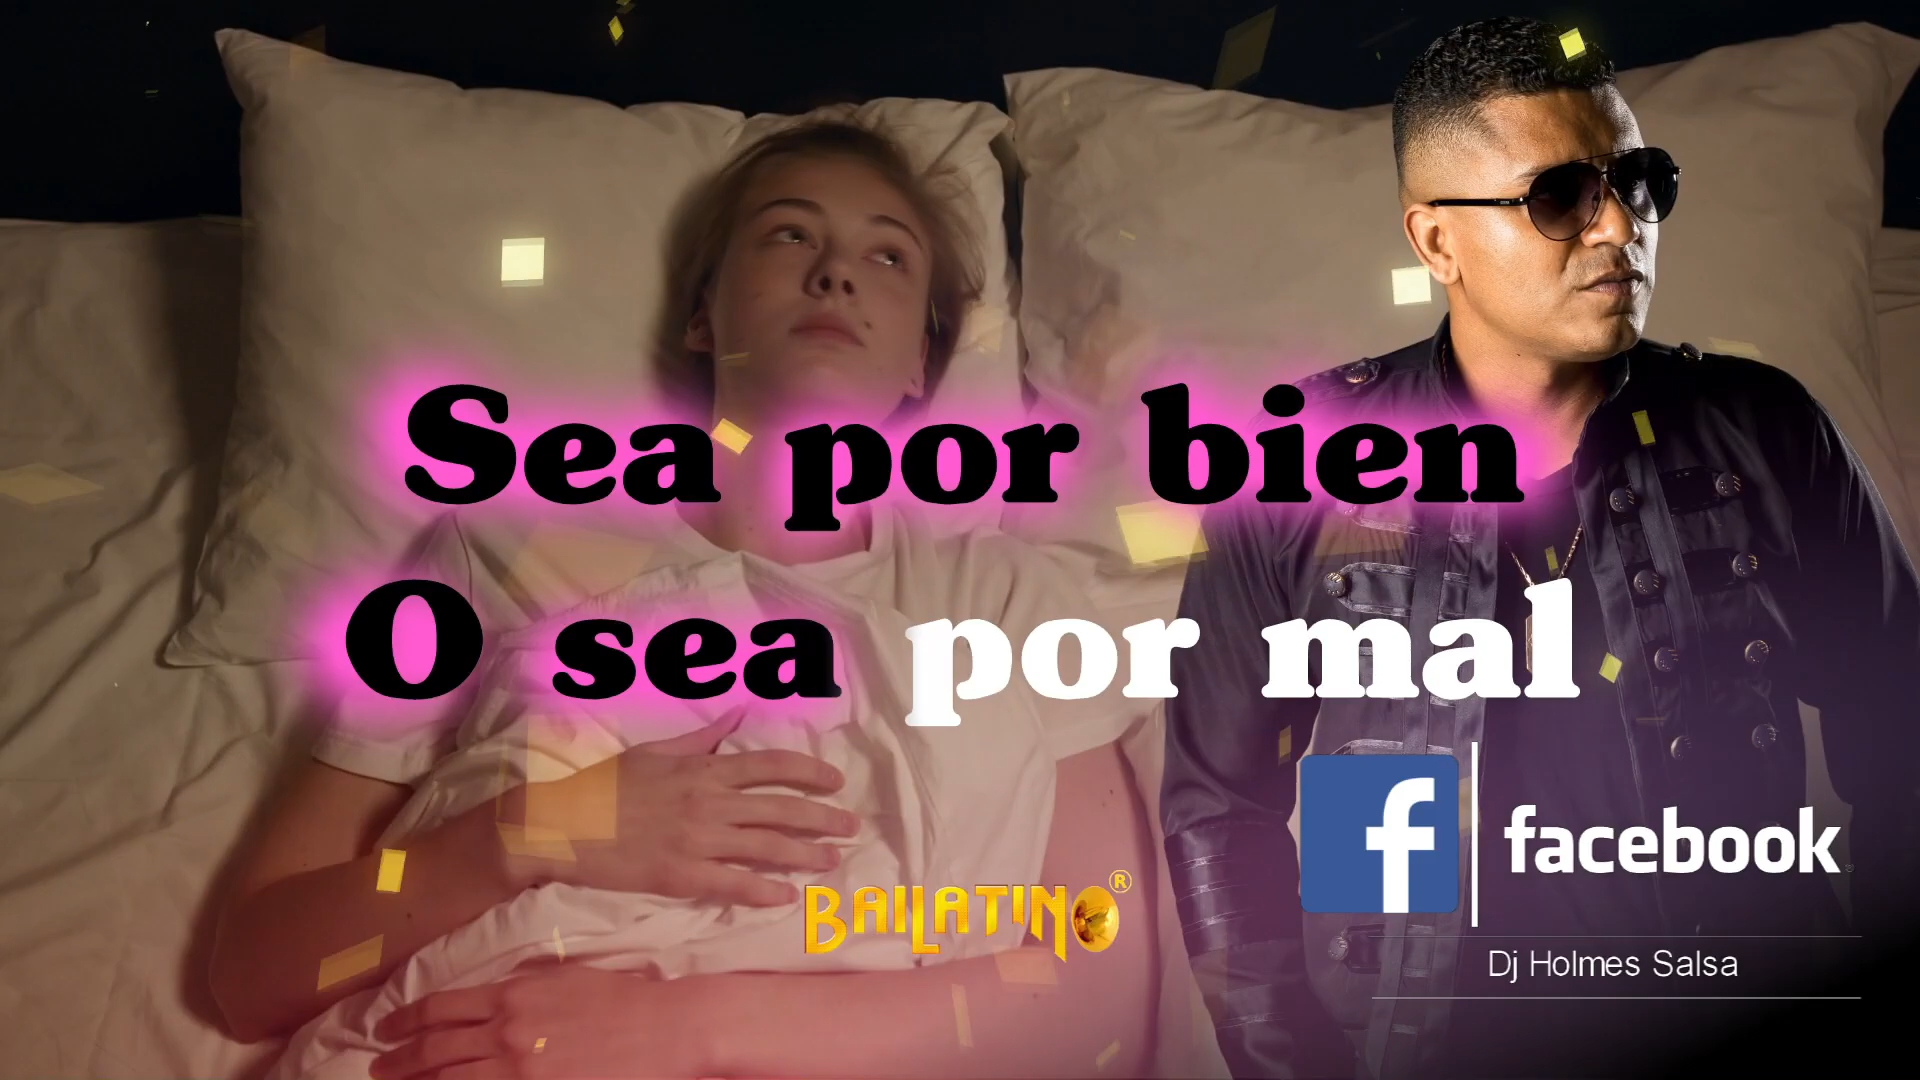 Sea por bien
O sea por mal
f facebook
BAILATINO®
Dj Holmes Salsa